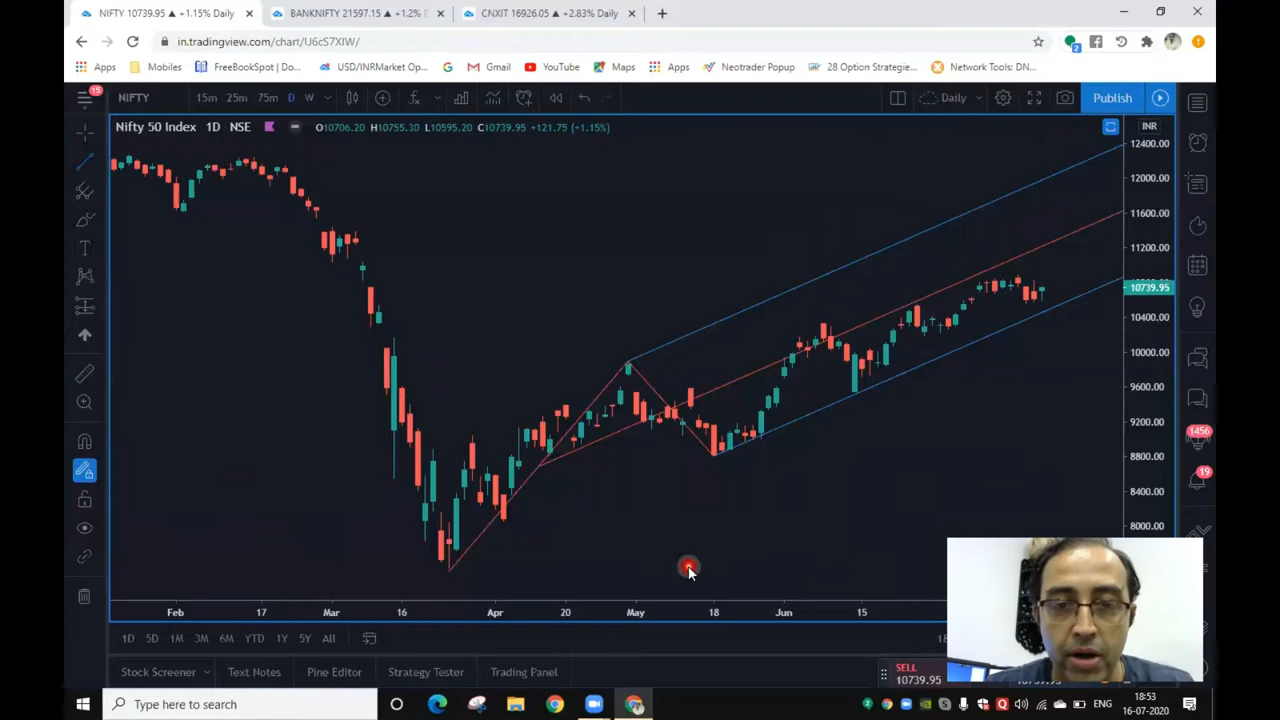 NIFTY 10739.95 ▲ +1.15% Daily
BANKNIFTY 21597.15 ▲ +1.2% D
CNXIT 16926.05 ▲ +2.83% Daily
in.tradingview.com/chart/U6cS7XIW/
2
Apps
Mobiles
FreeBookSpot | Do...
USD/INRMarket Op...
Gmail
YouTube
Maps
Apps
Neotrader Popup
28 Option Strategie...
Network Tools: DN...
15
NIFTY
15m 25m 75m D W
Daily
Publish
Nifty 50 Index 1D NSE
O10706.20 H10755.30 L10595.20 C10739.95 +121.75 (+1.15%)
INR
12400.00
12000.00
11600.00
11200.00
10739.95
10400.00
10000.00
9600.00
9200.00
8800.00
8400.00
8000.00
1456
19
Feb 17 Mar 16 Apr 20 May 18 Jun 15
1D 5D 1M 3M 6M YTD 1Y 5Y All
Stock Screener
Text Notes
Pine Editor
Strategy Tester
Trading Panel
SELL
10739.95
Type here to search
ENG
18:53
16-07-2020